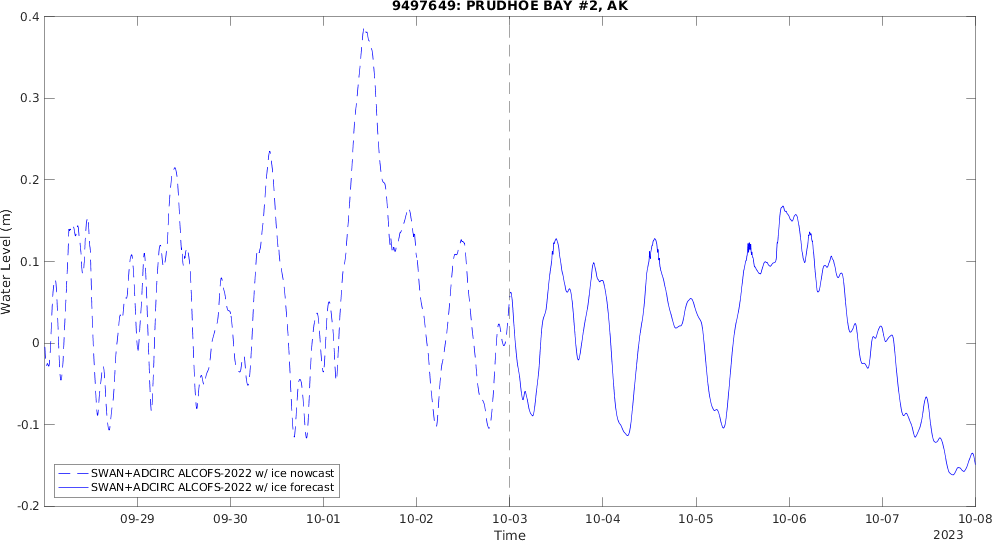 9497649: PRUDHOE BAY #2, AK
0.4
0.3
0.2
0.1
0
-0.1
-0.2
Water Level (m)
SWAN+ADCIRC ALCOFS-2022 w/ ice nowcast
SWAN+ADCIRC ALCOFS-2022 w/ ice forecast
09-29 09-30 10-01 10-02 10-03 10-04 10-05 10-06 10-07 10-08
Time 2023